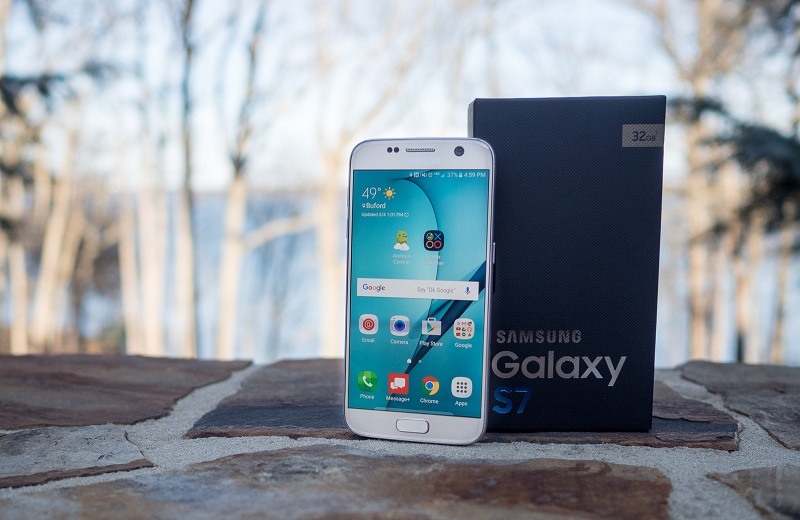 32GB
37% 4:59 PM
49°
Buford
Updated 3/4 1:01 PM
Google
Say "Ok Google"
Email
Camera
Play Store
Google
Phone
Message+
Chrome
Apps
SAMSUNG
Galaxy
S7